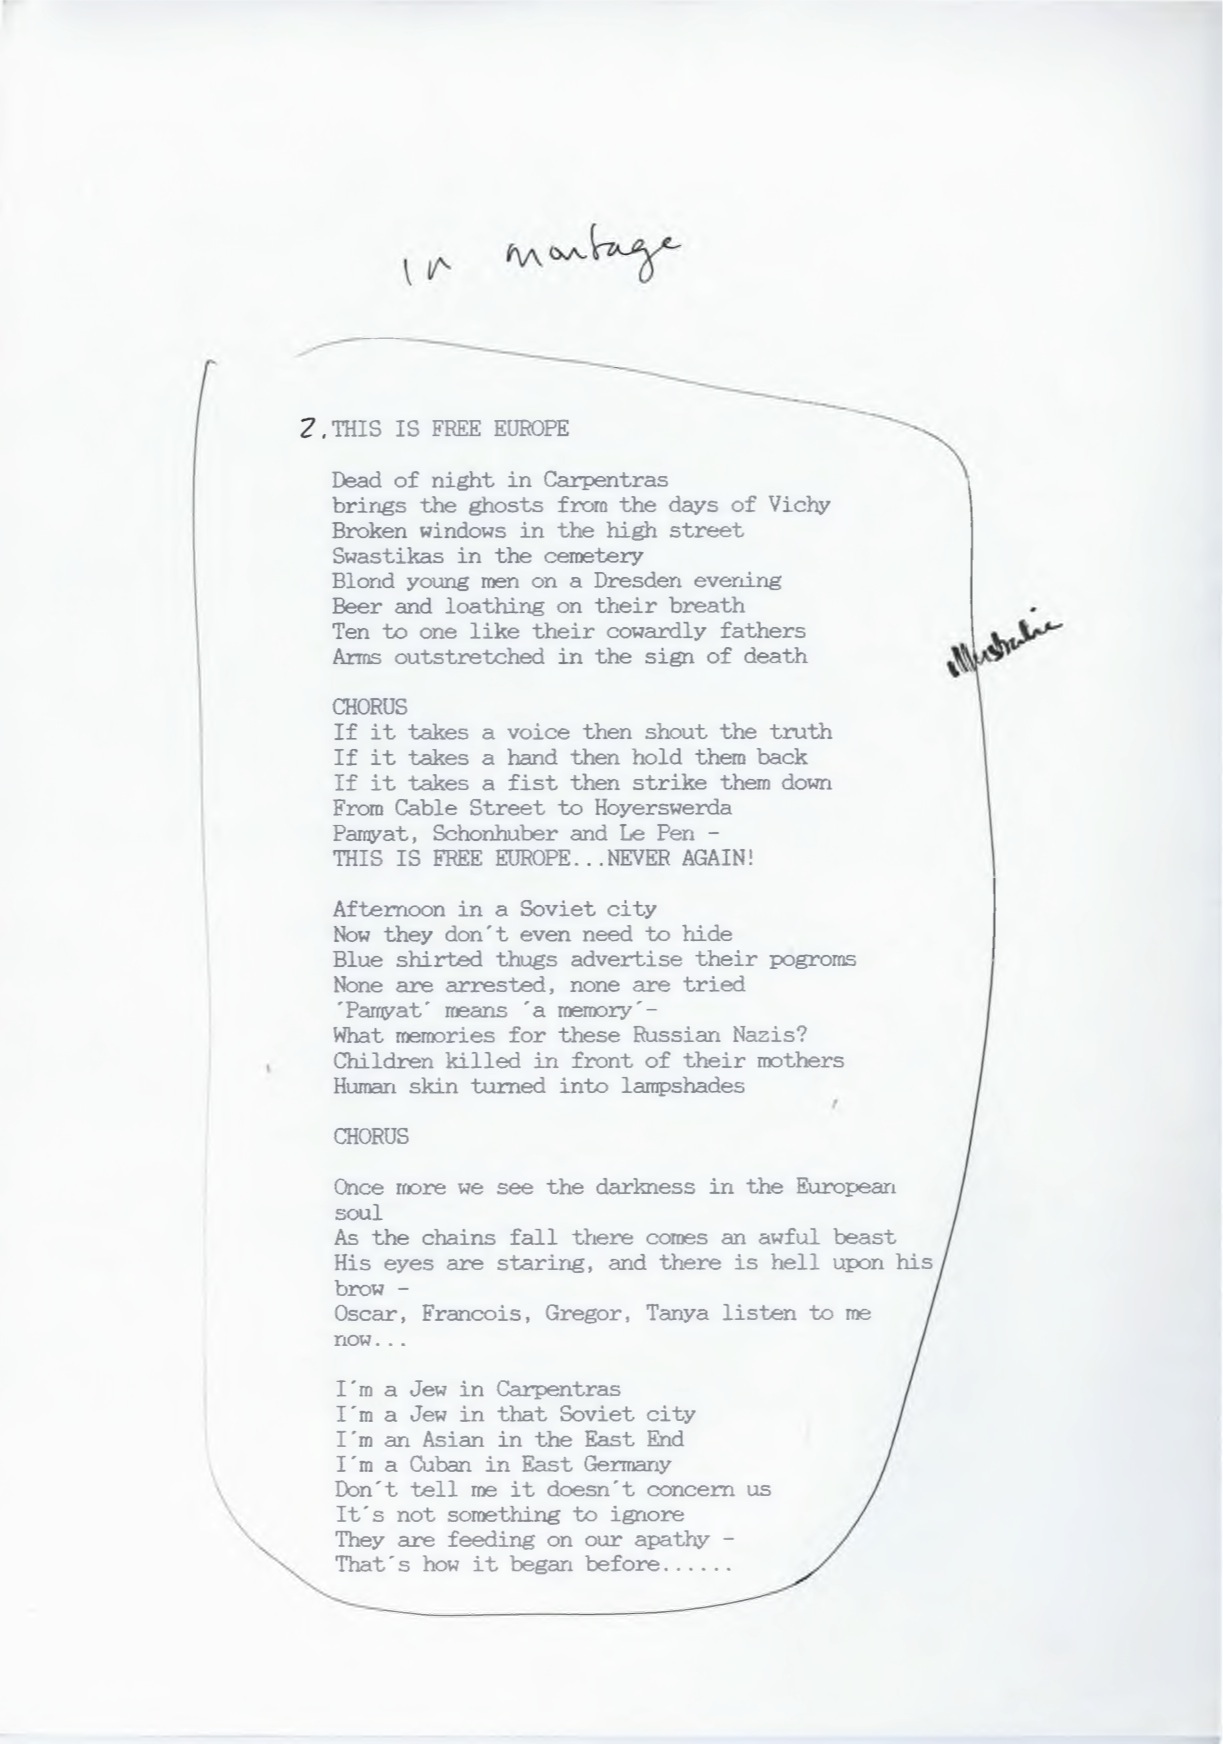 in montage
2. THIS IS FREE EUROPE
Dead of night in Carpentras
brings the ghosts from the days of Vichy
Broken windows in the high street
Swastikas in the cemetery
Blond young men on a Dresden evening
Beer and loathing on their breath
Ten to one like their cowardly fathers
Arms outstretched in the sign of death
CHORUS
If it takes a voice then shout the truth
If it takes a hand then hold them back
If it takes a fist then strike them down
From Cable Street to Hoyerswerda
Pamyat, Schonhuber and Le Pen -
THIS IS FREE EUROPE...NEVER AGAIN!
Afternoon in a Soviet city
Now they don´t even need to hide
Blue shirted thugs advertise their pogroms
None are arrested, none are tried
´Pamyat´ means ´a memory´-
What memories for these Russian Nazis?
Children killed in front of their mothers
Human skin turned into lampshades
CHORUS
Once more we see the darkness in the European
soul
As the chains fall there comes an awful beast
His eyes are staring, and there is hell upon his
brow -
Oscar, Francois, Gregor, Tanya listen to me
now...
I´m a Jew in Carpentras
I´m a Jew in that Soviet city
I´m an Asian in the East End
I´m a Cuban in East Germany
Don´t tell me it doesn´t concern us
It´s not something to ignore
They are feeding on our apathy -
That´s how it began before......